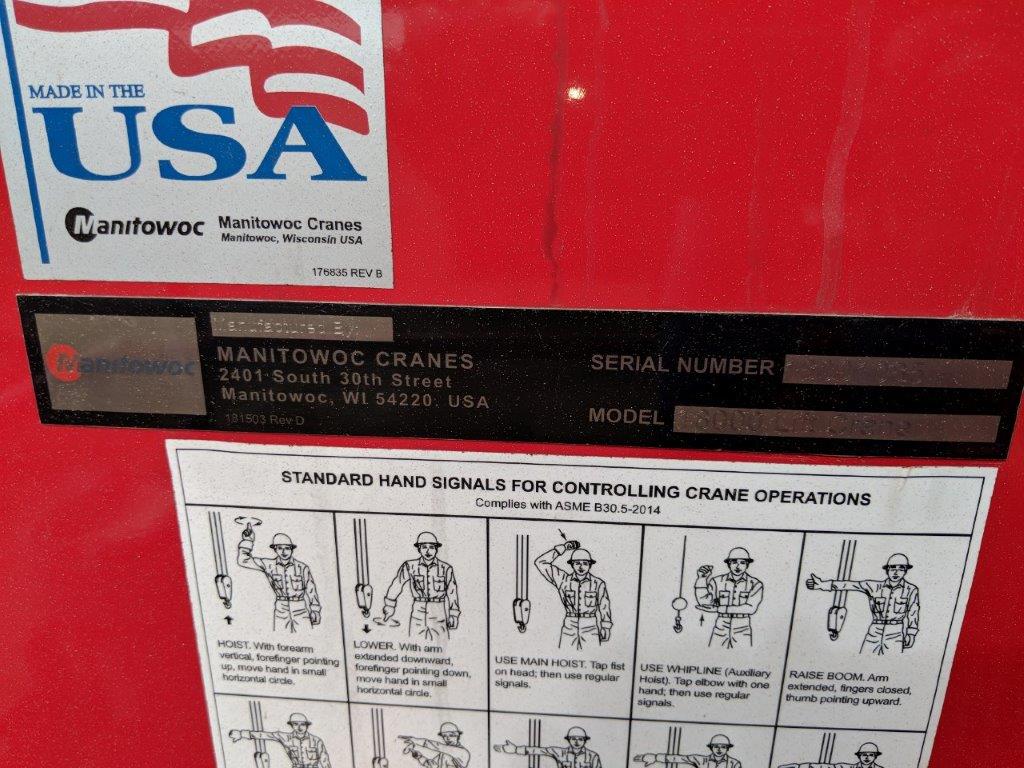 MADE IN THE
USA
Manitowoc
Manitowoc Cranes
Manitowoc, Wisconsin USA
176835 REV B
Manitowoc
Manufactured By:
MANITOWOC CRANES
2401 South 30th Street
Manitowoc, WI 54220 USA
181503 Rev D
SERIAL NUMBER
MODEL
STANDARD HAND SIGNALS FOR CONTROLLING CRANE OPERATIONS
Complies with ASME B30.5-2014
HOIST. With forearm
vertical, forefinger pointing
up, move hand in small
horizontal circle.
LOWER. With arm
extended downward,
forefinger pointing down,
move hand in small
horizontal circle.
USE MAIN HOIST. Tap fist
on head; then use regular
signals.
USE WHIPLINE (Auxiliary
Hoist). Tap elbow with one
hand; then use regular
signals.
RAISE BOOM. Arm
extended, fingers closed,
thumb pointing upward.